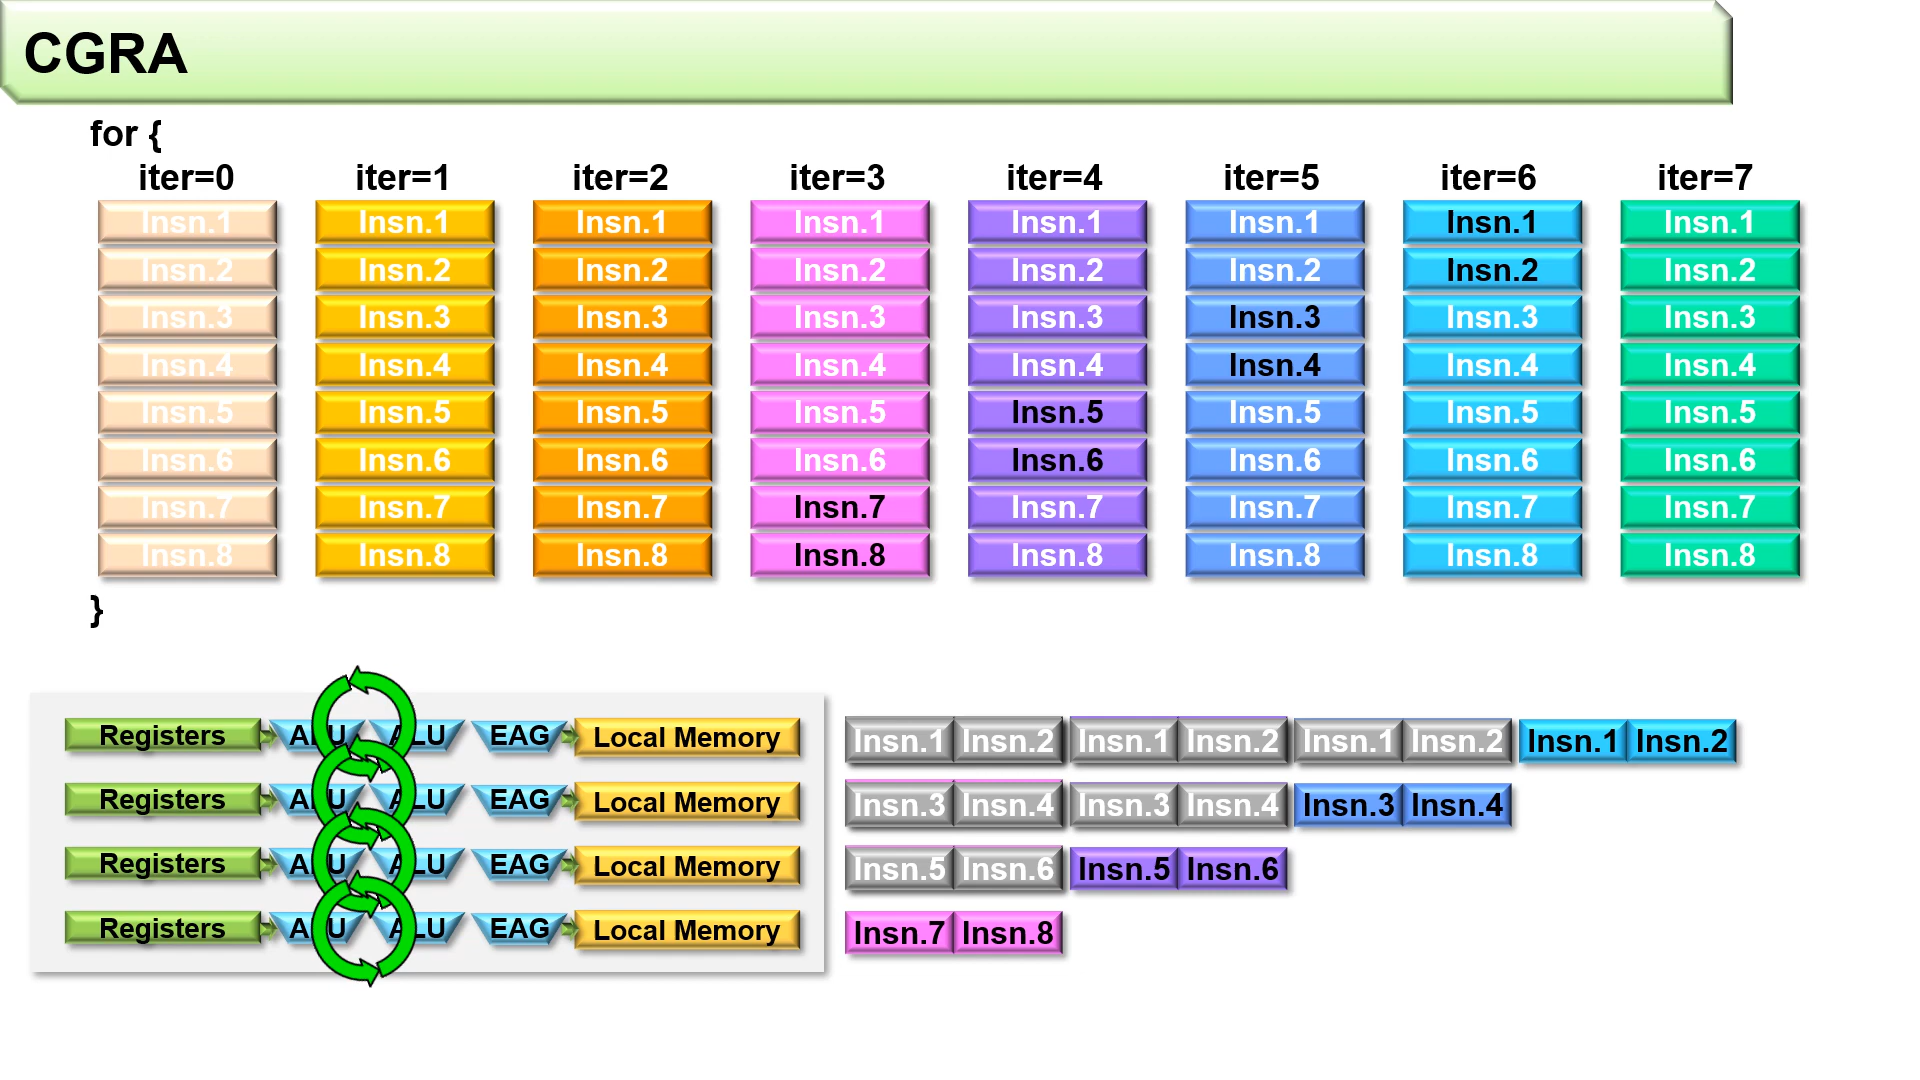 CGRA
for {
iter=0 iter=1 iter=2 iter=3 iter=4 iter=5 iter=6 iter=7
Insn.1 Insn.1 Insn.1 Insn.1 Insn.1 Insn.1 Insn.1 Insn.1
Insn.2 Insn.2 Insn.2 Insn.2 Insn.2 Insn.2 Insn.2 Insn.2
Insn.3 Insn.3 Insn.3 Insn.3 Insn.3 Insn.3 Insn.3 Insn.3
Insn.4 Insn.4 Insn.4 Insn.4 Insn.4 Insn.4 Insn.4 Insn.4
Insn.5 Insn.5 Insn.5 Insn.5 Insn.5 Insn.5 Insn.5 Insn.5
Insn.6 Insn.6 Insn.6 Insn.6 Insn.6 Insn.6 Insn.6 Insn.6
Insn.7 Insn.7 Insn.7 Insn.7 Insn.7 Insn.7 Insn.7 Insn.7
Insn.8 Insn.8 Insn.8 Insn.8 Insn.8 Insn.8 Insn.8 Insn.8
}
Registers ALU ALU EAG Local Memory Insn.1 Insn.2 Insn.1 Insn.2 Insn.1 Insn.2 Insn.1 Insn.2
Registers ALU ALU EAG Local Memory Insn.3 Insn.4 Insn.3 Insn.4 Insn.3 Insn.4
Registers ALU ALU EAG Local Memory Insn.5 Insn.6 Insn.5 Insn.6
Registers ALU ALU EAG Local Memory Insn.7 Insn.8